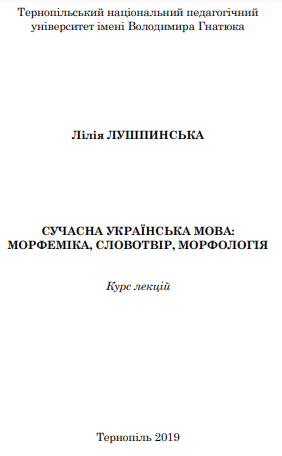 Тернопільський національний педагогічний
університет імені Володимира Гнатюка
Лілія ЛУШПИНСЬКА
СУЧАСНА УКРАЇНСЬКА МОВА:
МОРФЕМІКА, СЛОВОТВІР, МОРФОЛОГІЯ
Курс лекцій
Тернопіль 2019